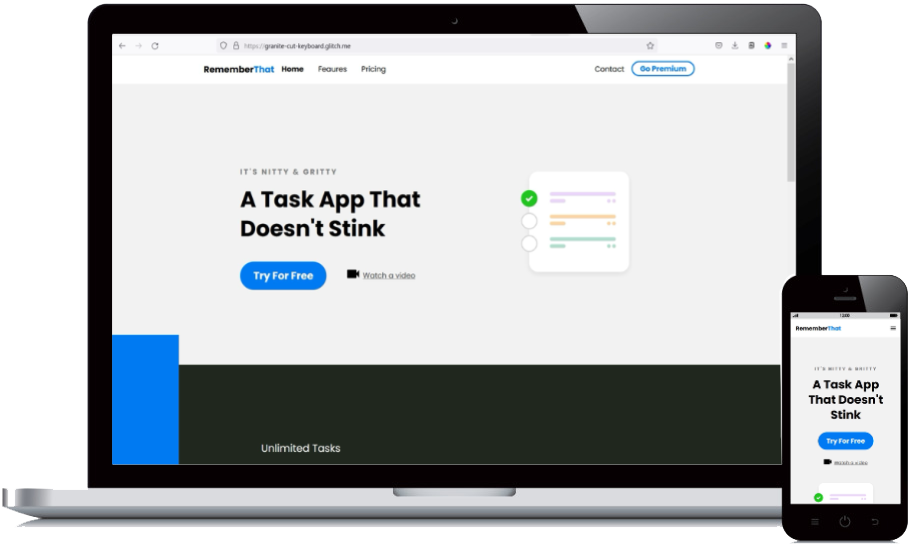 https://granite-cut-keyboard.glitch.me
RememberThat Home Feaures Pricing Contact Go Premium
IT'S NITTY & GRITTY
A Task App That
Doesn't Stink
Try For Free Watch a video
Unlimited Tasks
12:00
RememberThat
IT'S NITTY & GRITTY
A Task App
That Doesn't
Stink
Try For Free
Watch a video